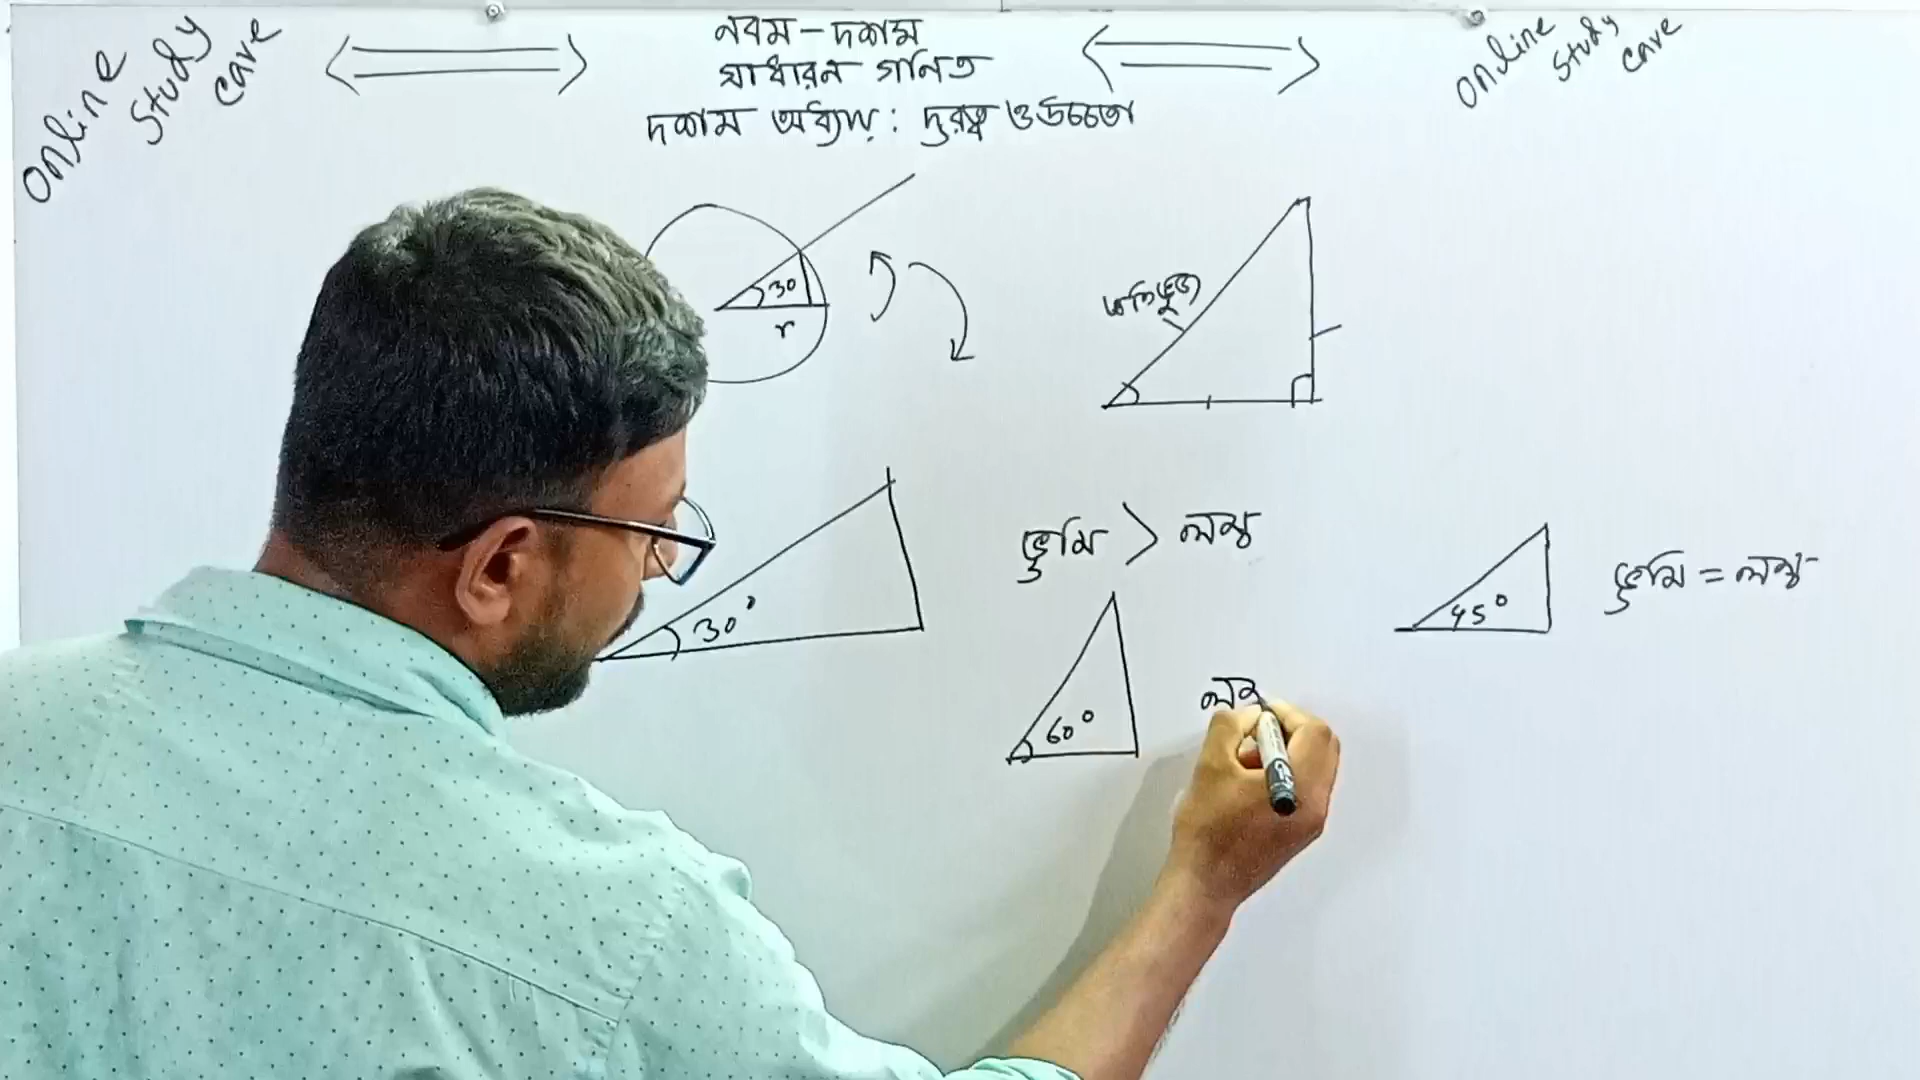 Online
Study
Care
নবম-দশম
সাধারন গনিত
দশম অধ্যায়: দুরত্ব ও উচ্চতা
Online
Study
Care
30
r
অতিভুজ
30°
ভুমি > লম্ব
45°
ভুমি = লম্ব
60°
লম্ব